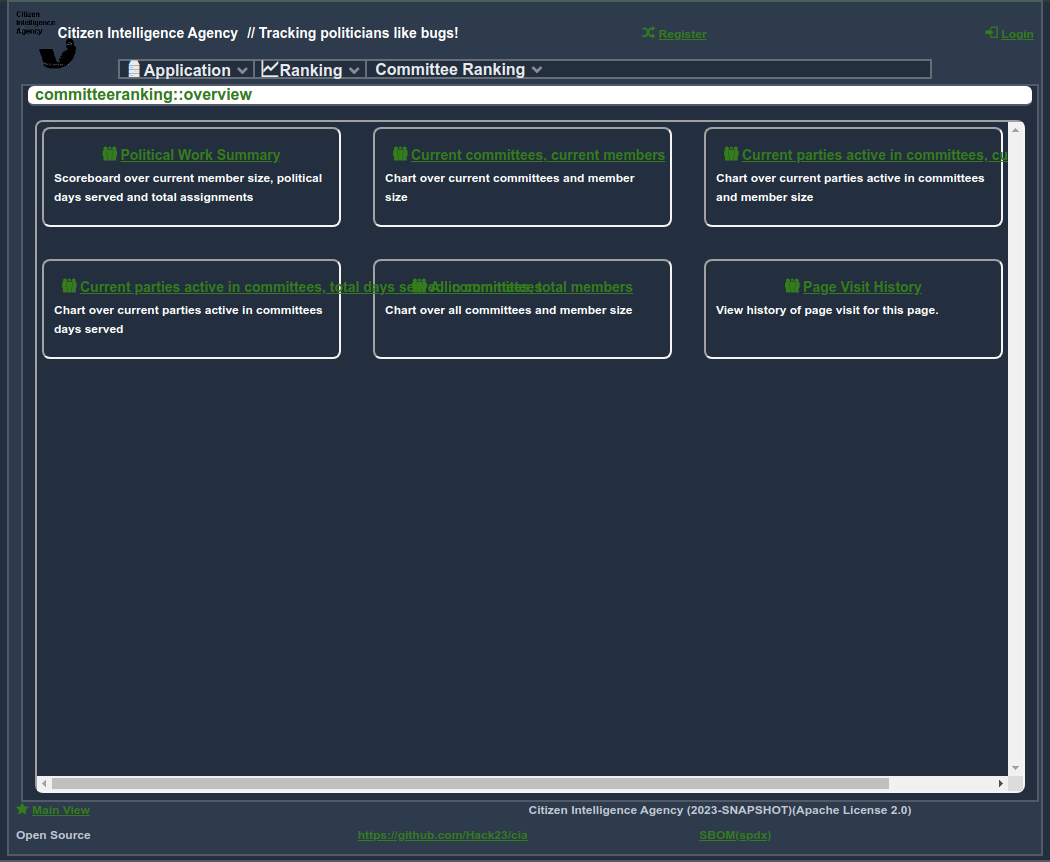 Citizen
Intelligence
Agency
Citizen Intelligence Agency // Tracking politicians like bugs!
Register
Login
Application
Ranking
Committee Ranking
committeeranking::overview
Political Work Summary
Scoreboard over current member size, political
days served and total assignments
Current committees, current members
Chart over current committees and member
size
Current parties active in committees, cu
Chart over current parties active in committees
and member size
Current parties active in committees, total days served in committees
Chart over current parties active in committees
days served
All committees, total members
Chart over all committees and member size
Page Visit History
View history of page visit for this page.
Main View
Citizen Intelligence Agency (2023-SNAPSHOT)(Apache License 2.0)
Open Source
https://github.com/Hack23/cia
SBOM(spdx)